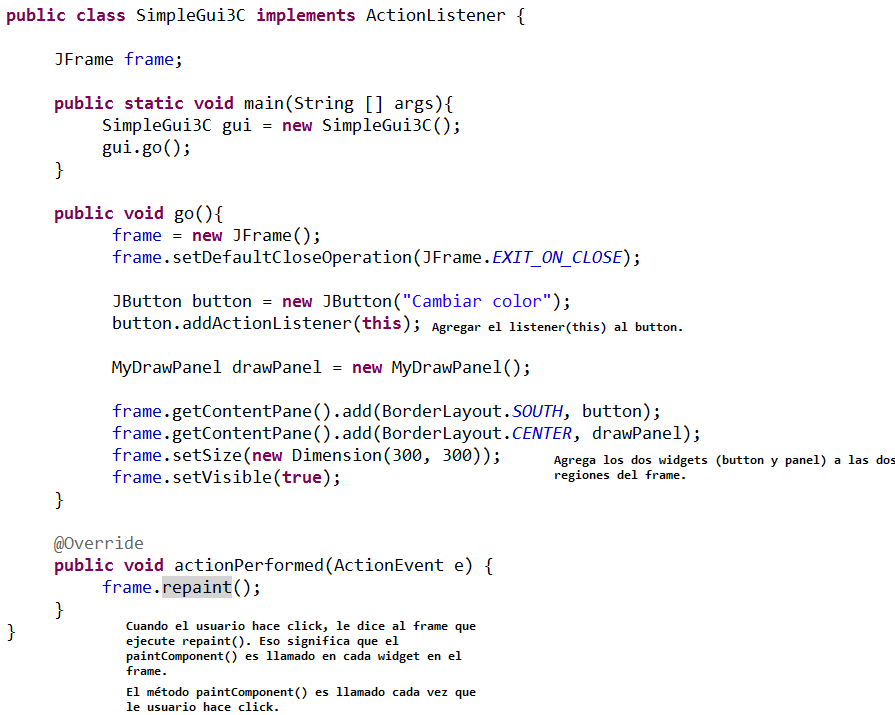 public class SimpleGui3C implements ActionListener {
JFrame frame;
public static void main(String [] args){
SimpleGui3C gui = new SimpleGui3C();
gui.go();
}
public void go(){
frame = new JFrame();
frame.setDefaultCloseOperation(JFrame.EXIT_ON_CLOSE);
JButton button = new JButton("Cambiar color");
button.addActionListener(this); Agregar el listener(this) al button.
MyDrawPanel drawPanel = new MyDrawPanel();
frame.getContentPane().add(BorderLayout.SOUTH, button);
frame.getContentPane().add(BorderLayout.CENTER, drawPanel);
frame.setSize(new Dimension(300, 300));
frame.setVisible(true);
Agrega los dos widgets (button y panel) a las dos
regiones del frame.
}
@Override
public void actionPerformed(ActionEvent e) {
frame.repaint();
}
}
Cuando el usuario hace click, le dice al frame que
ejecute repaint(). Eso significa que el
paintComponent() es llamado en cada widget en el
frame.
El método paintComponent() es llamado cada vez que
le usuario hace click.